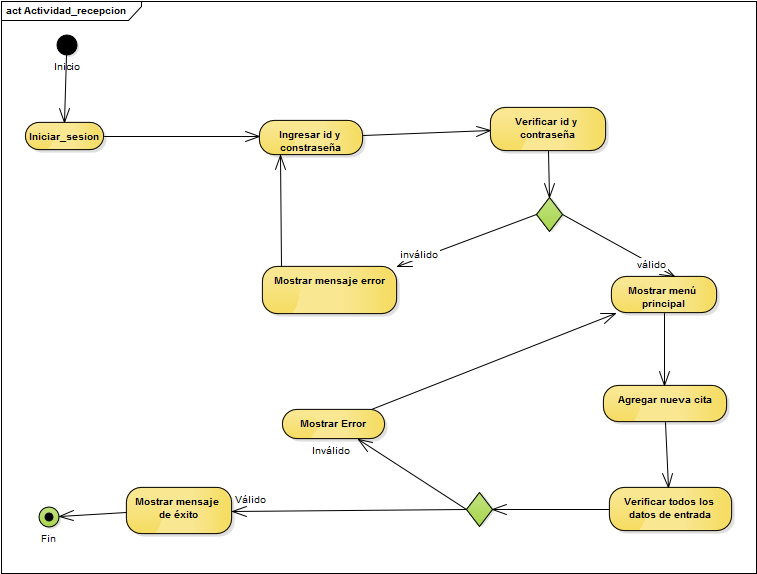 act Actividad_recepcion
Inicio
Iniciar_sesion
Ingresar id y
constraseña
Verificar id y
contraseña
inválido
válido
Mostrar mensaje error
Mostrar menú
principal
Agregar nueva cita
Mostrar Error
Inválido
Verificar todos los
datos de entrada
Válido
Mostrar mensaje
de éxito
Fin